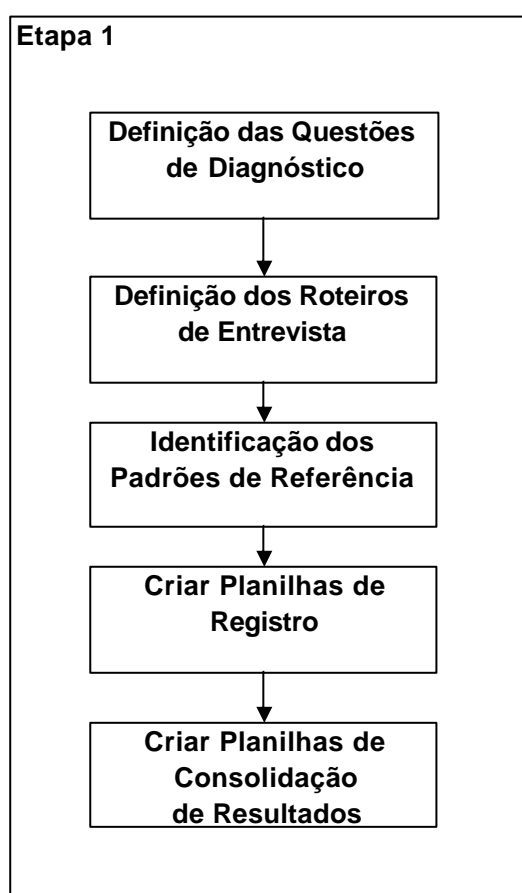 Etapa 1
Definição das Questões
de Diagnóstico
Definição dos Roteiros
de Entrevista
Identificação dos
Padrões de Referência
Criar Planilhas de
Registro
Criar Planilhas de
Consolidação
de Resultados